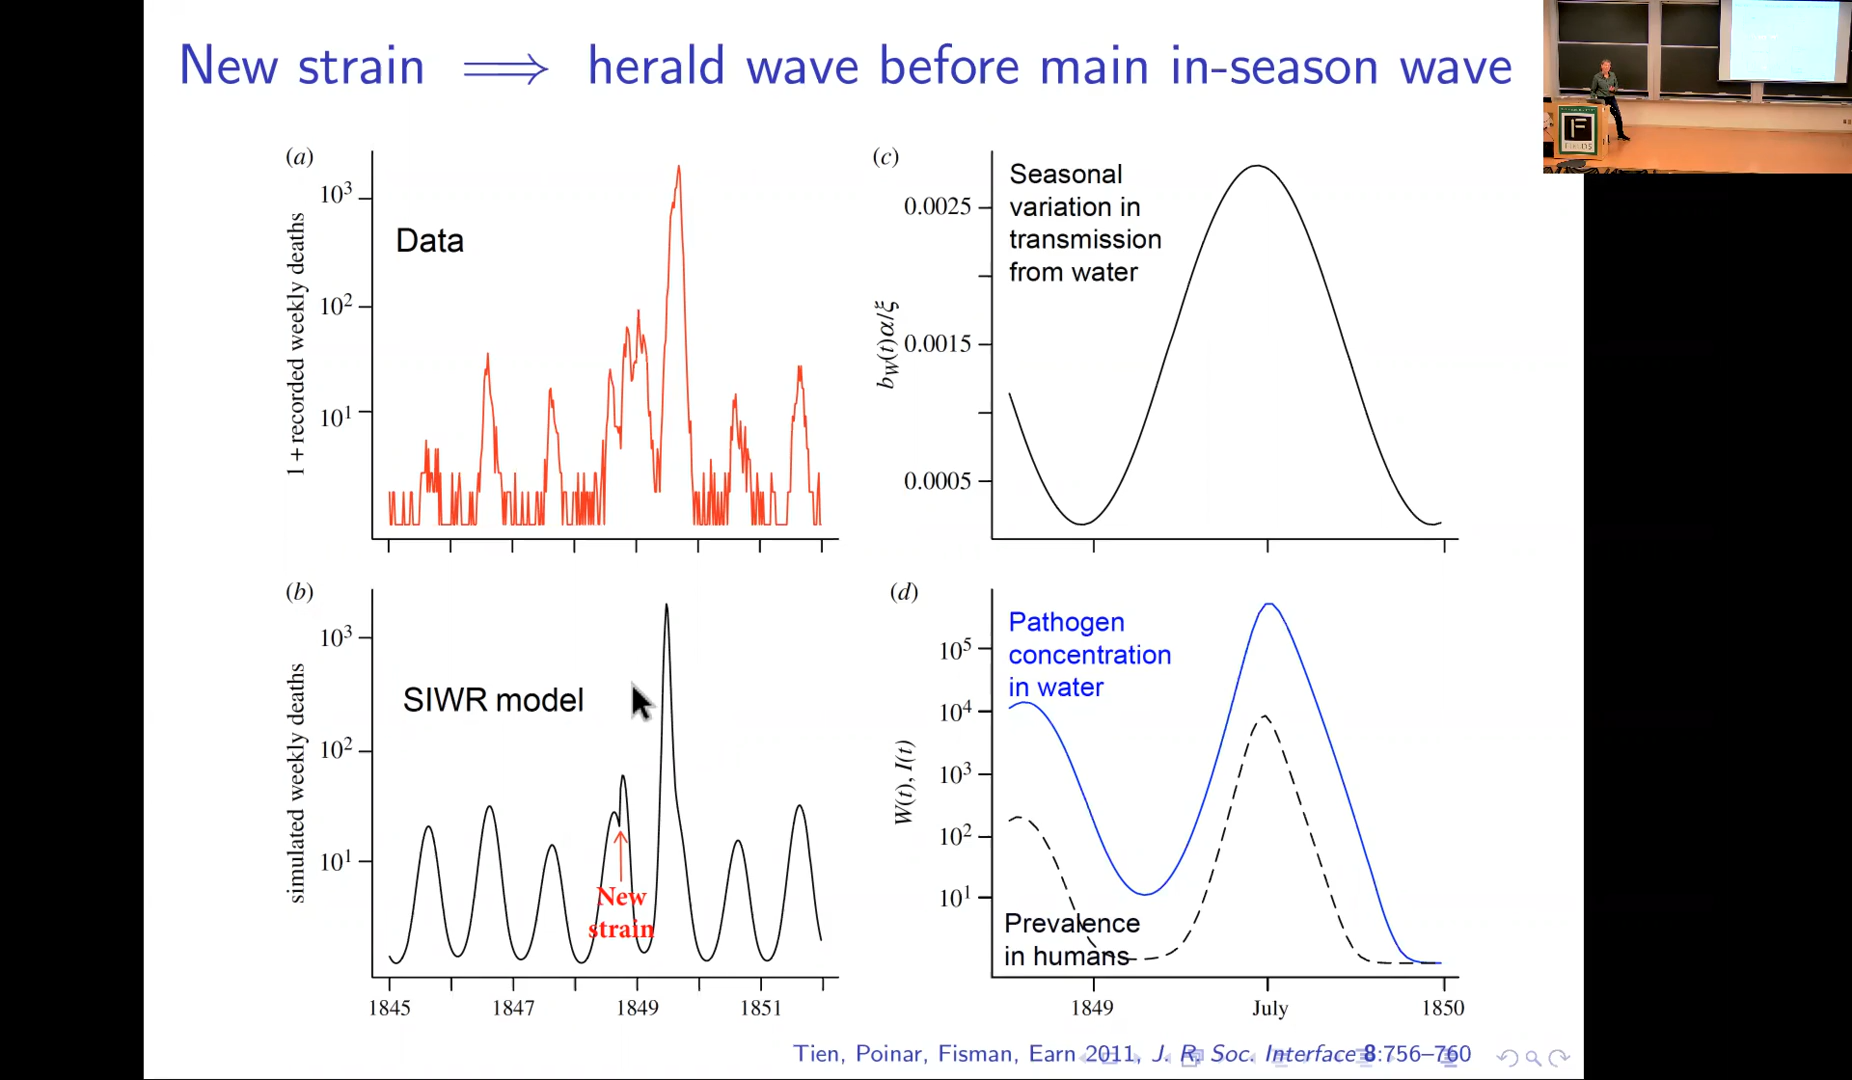 New strain ⟹ herald wave before main in-season wave
(a)
1+recorded weekly deaths
10³
10²
10¹
Data
(c)
bW(t)α/ξ
0.0025
0.0015
0.0005
Seasonal
variation in
transmission
from water
(b)
simulated weekly deaths
10³
10²
10¹
SIWR model
New
strain
1845
1847
1849
1851
(d)
W(t), I(t)
10⁵
10⁴
10³
10²
10¹
Pathogen
concentration
in water
Prevalence
in humans
1849
July
1850
Tien, Poinar, Fisman, Earn 2011, J. R. Soc. Interface 8:756–760
F
FIELDS